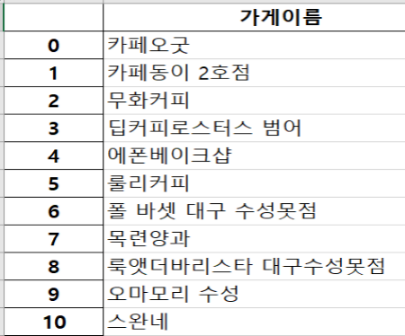 가게이름
0 카페오굿
1 카페동이 2호점
2 무화커피
3 딥커피로스터스 범어
4 에폰베이크샵
5 룰리커피
6 폴 바셋 대구 수성못점
7 목련양과
8 룩앳더바리스타 대구수성못점
9 오마모리 수성
10 스완네